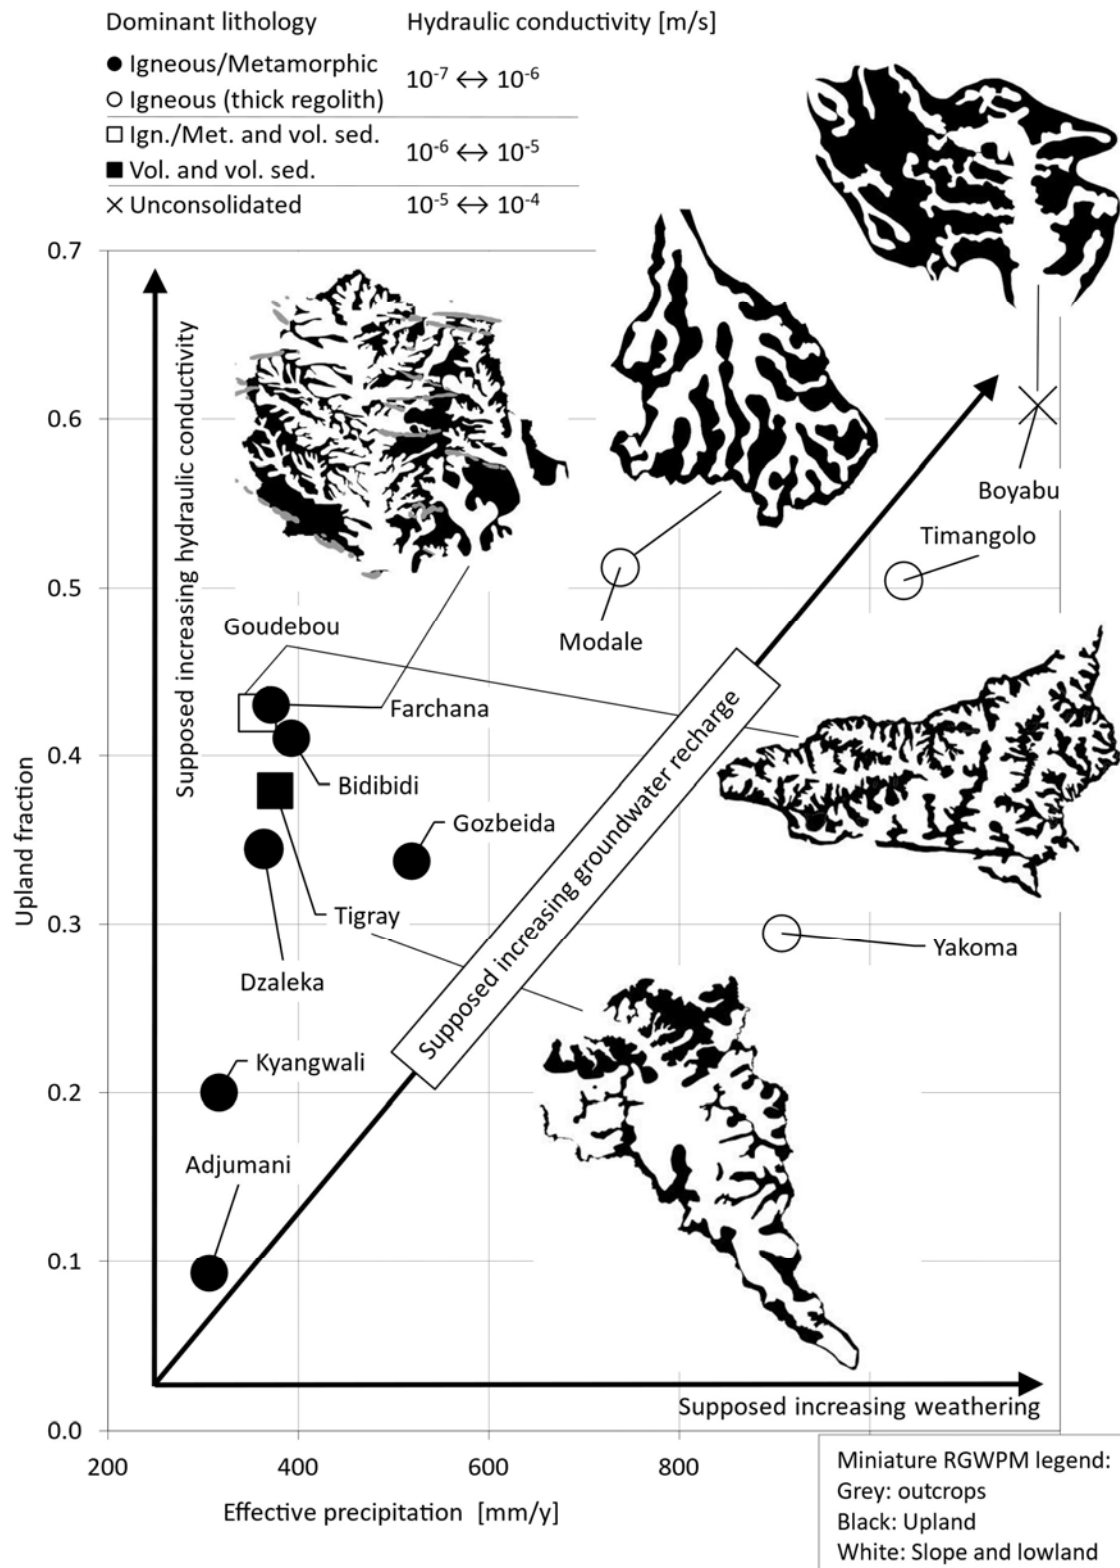 Dominant lithology Hydraulic conductivity [m/s]
Igneous/Metamorphic
10⁻⁷ ↔ 10⁻⁶
Igneous (thick regolith)
Ign./Met. and vol. sed.
10⁻⁶ ↔ 10⁻⁵
Vol. and vol. sed.
Unconsolidated 10⁻⁵ ↔ 10⁻⁴
0.7
0.6
0.5
0.4
0.3
0.2
0.1
0.0
Upland fraction
Supposed increasing hydraulic conductivity
Boyabu
Timangolo
Modale
Goudebou
Farchana
Bidibidi
Gozbeida
Tigray
Yakoma
Dzaleka
Kyangwali
Adjumani
Supposed increasing groundwater recharge
Supposed increasing weathering
200 400 600 800
Effective precipitation [mm/y]
Miniature RGWPM legend:
Grey: outcrops
Black: Upland
White: Slope and lowland